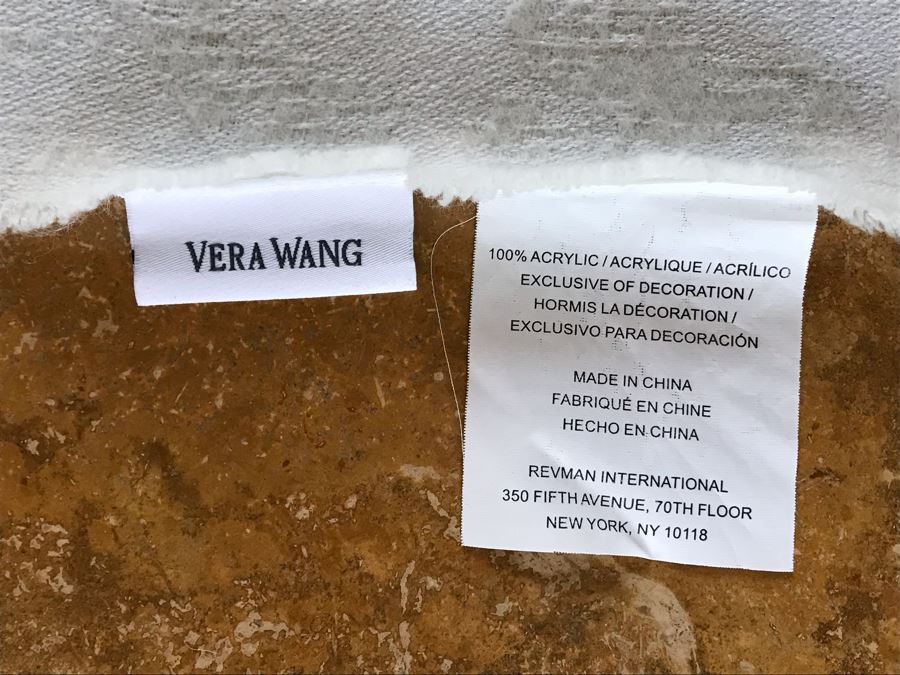 VERA WANG
100% ACRYLIC / ACRYLIQUE / ACRÍLICO
EXCLUSIVE OF DECORATION /
HORMIS LA DÉCORATION /
EXCLUSIVO PARA DECORACIÓN
MADE IN CHINA
FABRIQUÉ EN CHINE
HECHO EN CHINA
REVMAN INTERNATIONAL
350 FIFTH AVENUE, 70TH FLOOR
NEW YORK, NY 10118